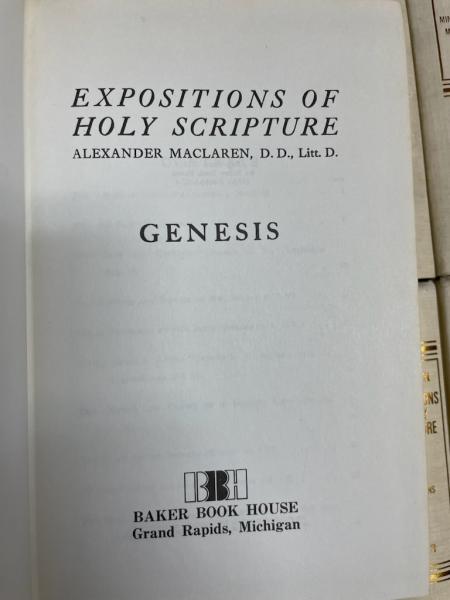 EXPOSITIONS OF
HOLY SCRIPTURE
ALEXANDER MACLAREN, D. D., Litt. D.
GENESIS
BBH
BAKER BOOK HOUSE
Grand Rapids, Michigan